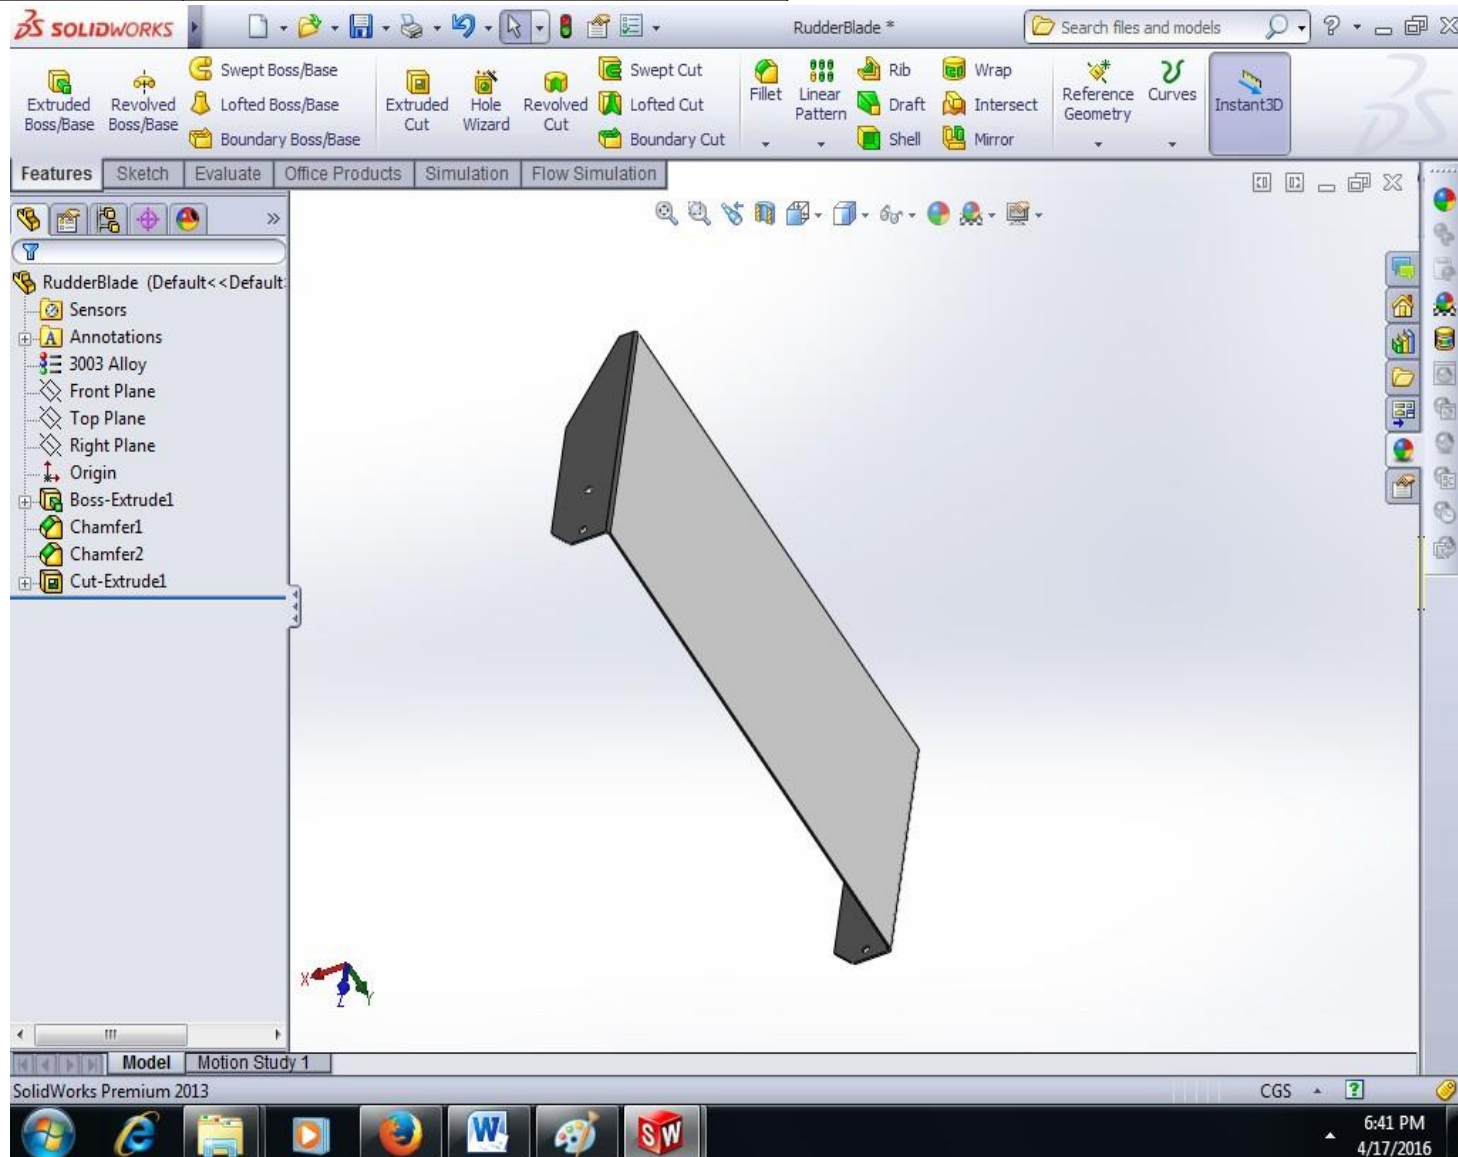 SOLIDWORKS
RudderBlade *
Search files and models
Extruded Boss/Base
Revolved Boss/Base
Swept Boss/Base
Lofted Boss/Base
Boundary Boss/Base
Extruded Cut
Hole Wizard
Revolved Cut
Swept Cut
Lofted Cut
Boundary Cut
Fillet
Linear Pattern
Rib
Draft
Shell
Wrap
Intersect
Mirror
Reference Geometry
Curves
Instant3D
Features
Sketch
Evaluate
Office Products
Simulation
Flow Simulation
RudderBlade (Default<<Default
Sensors
Annotations
3003 Alloy
Front Plane
Top Plane
Right Plane
Origin
Boss-Extrude1
Chamfer1
Chamfer2
Cut-Extrude1
X
Z
Y
Model
Motion Study 1
SolidWorks Premium 2013
CGS
W
SW
6:41 PM
4/17/2016